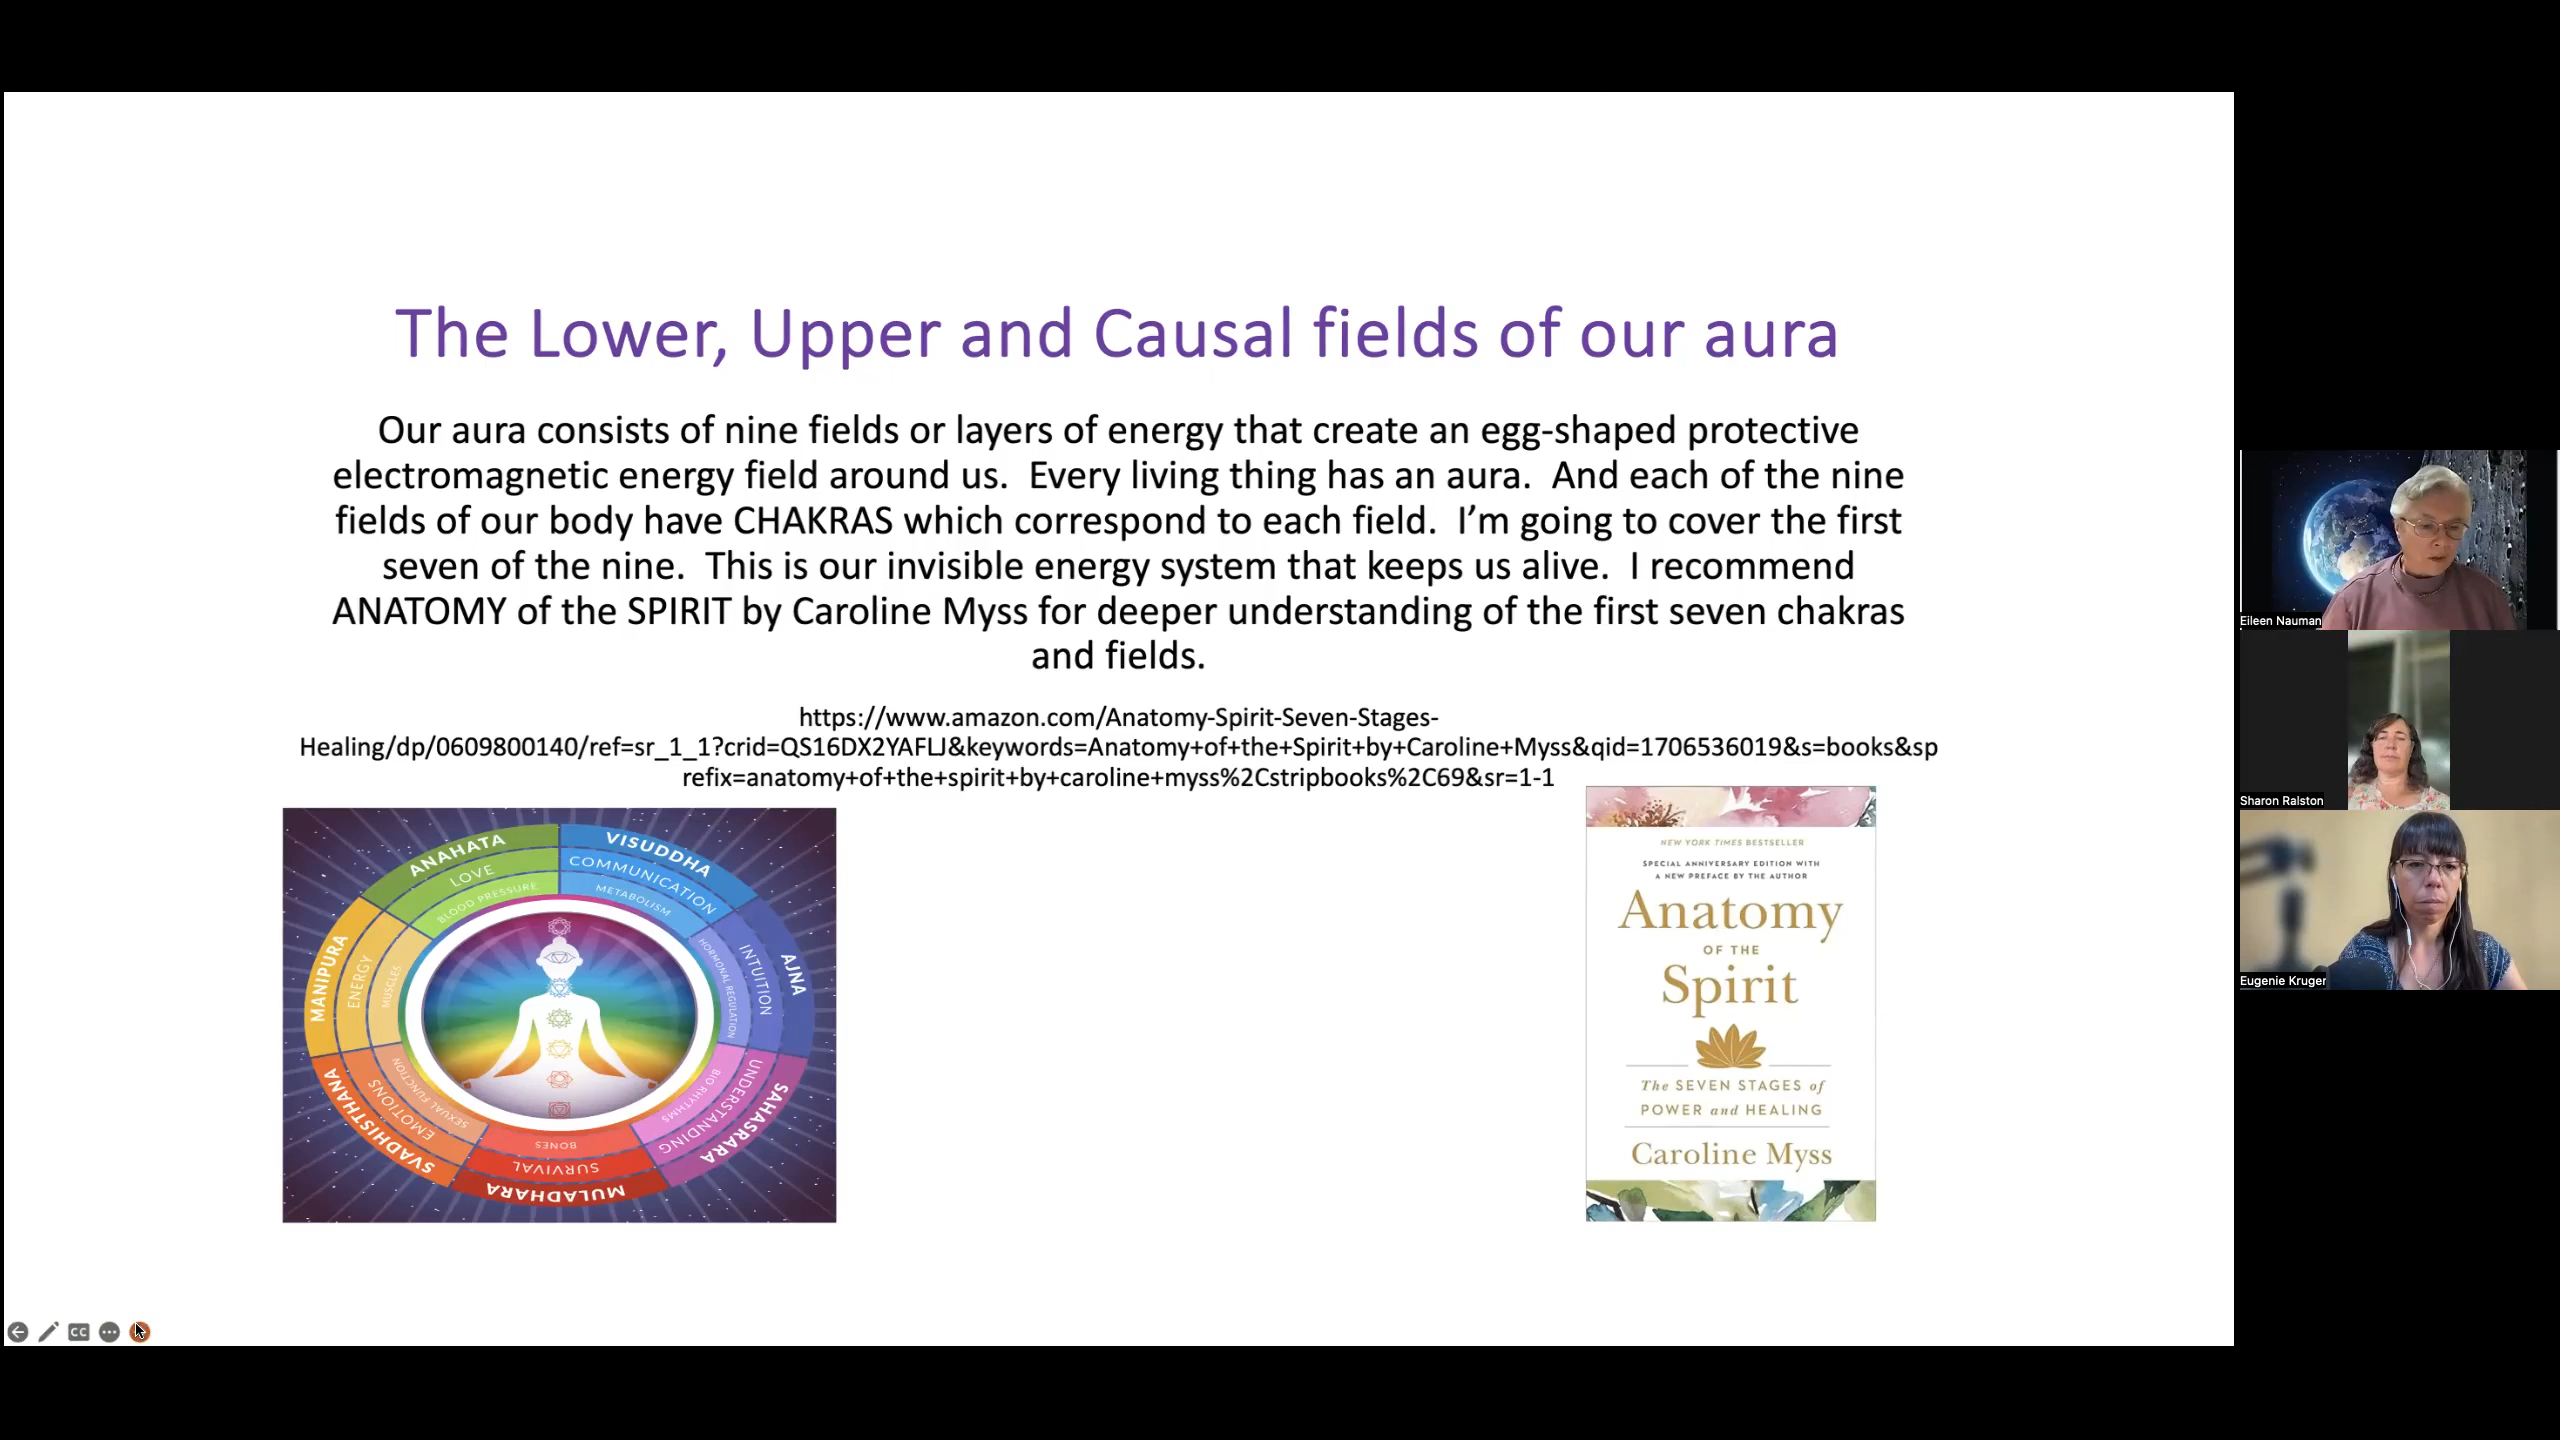 The Lower, Upper and Causal fields of our aura
Our aura consists of nine fields or layers of energy that create an egg-shaped protective
electromagnetic energy field around us.  Every living thing has an aura.  And each of the nine
fields of our body have CHAKRAS which correspond to each field.  I’m going to cover the first
seven of the nine.  This is our invisible energy system that keeps us alive.  I recommend
ANATOMY of the SPIRIT by Caroline Myss for deeper understanding of the first seven chakras
and fields.
https://www.amazon.com/Anatomy-Spirit-Seven-Stages-
Healing/dp/0609800140/ref=sr_1_1?crid=QS16DX2YAFLJ&keywords=Anatomy+of+the+Spirit+by+Caroline+Myss&qid=1706536019&s=books&sp
refix=anatomy+of+the+spirit+by+caroline+myss%2Cstripbooks%2C69&sr=1-1
ANAHATA
LOVE
BLOOD PRESSURE
VISUDDHA
COMMUNICATION
METABOLISM
AJNA
INTUITION
HORMONAL REGULATION
SAHASRARA
UNDERSTANDING
BIO RHYTHMS
MULADHARA
SURVIVAL
BONES
SVADHISTHANA
EMOTIONS
SEXUAL FUNCTION
MANIPURA
ENERGY
MUSCLES
NEW YORK TIMES BESTSELLER
SPECIAL ANNIVERSARY EDITION WITH
A NEW PREFACE BY THE AUTHOR
Anatomy
OF THE
Spirit
The SEVEN STAGES of
POWER and HEALING
Caroline Myss
Eileen Nauman
Sharon Ralston
Eugenie Kruger
CC